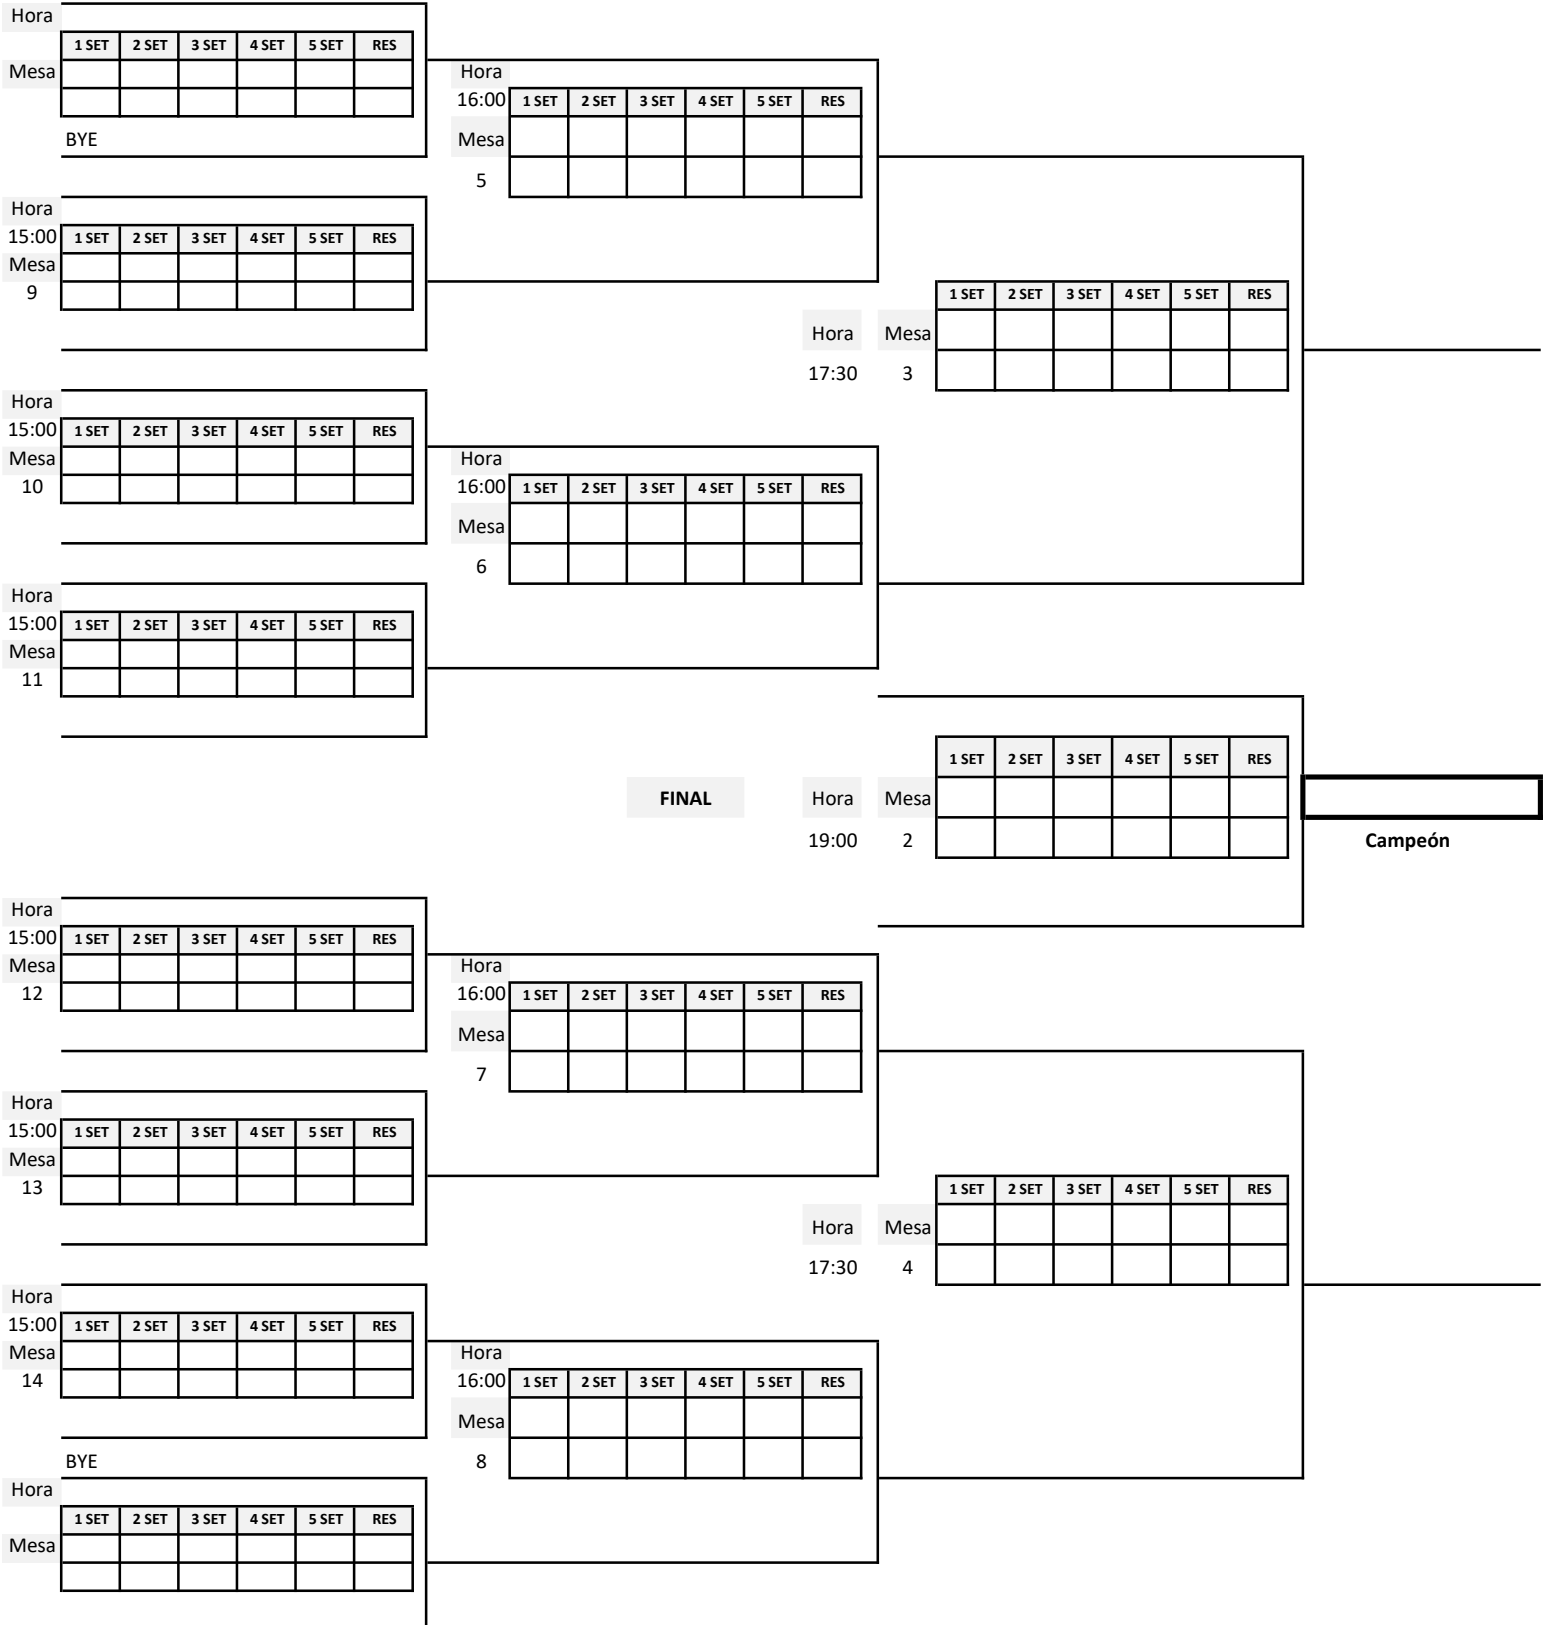 Hora
1 SET 2 SET 3 SET 4 SET 5 SET RES
Mesa
BYE
Hora
16:00 1 SET 2 SET 3 SET 4 SET 5 SET RES
Mesa
5
Hora
15:00 1 SET 2 SET 3 SET 4 SET 5 SET RES
Mesa
9
1 SET 2 SET 3 SET 4 SET 5 SET RES
Hora Mesa
17:30 3
Hora
15:00 1 SET 2 SET 3 SET 4 SET 5 SET RES
Mesa
10
Hora
16:00 1 SET 2 SET 3 SET 4 SET 5 SET RES
Mesa
6
Hora
15:00 1 SET 2 SET 3 SET 4 SET 5 SET RES
Mesa
11
1 SET 2 SET 3 SET 4 SET 5 SET RES
FINAL Hora Mesa
19:00 2 Campeón
Hora
15:00 1 SET 2 SET 3 SET 4 SET 5 SET RES
Mesa
12
Hora
16:00 1 SET 2 SET 3 SET 4 SET 5 SET RES
Mesa
7
Hora
15:00 1 SET 2 SET 3 SET 4 SET 5 SET RES
Mesa
13
1 SET 2 SET 3 SET 4 SET 5 SET RES
Hora Mesa
17:30 4
Hora
15:00 1 SET 2 SET 3 SET 4 SET 5 SET RES
Mesa
14
Hora
16:00 1 SET 2 SET 3 SET 4 SET 5 SET RES
Mesa
8
BYE
Hora
1 SET 2 SET 3 SET 4 SET 5 SET RES
Mesa